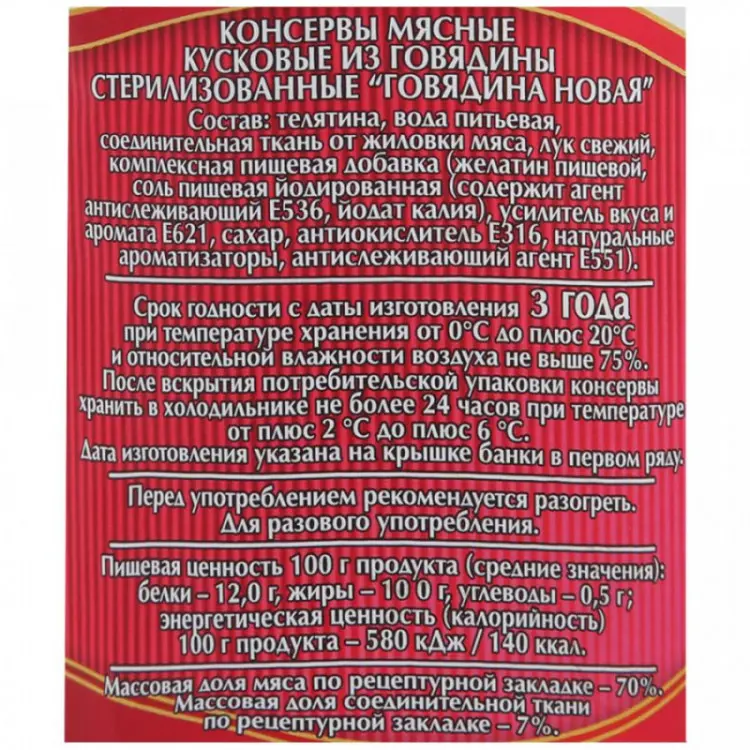 КОНСЕРВЫ МЯСНЫЕ
КУСКОВЫЕ ИЗ ГОВЯДИНЫ
СТЕРИЛИЗОВАННЫЕ "ГОВЯДИНА НОВАЯ"
Состав: телятина, вода питьевая,
соединительная ткань от жиловки мяса, лук свежий,
комплексная пищевая добавка (желатин пищевой,
соль пищевая йодированная (содержит агент
антислеживающий Е536, йодат калия), усилитель вкуса и
аромата Е621, сахар, антиокислитель Е316, натуральные
ароматизаторы, антислеживающий агент Е551).
Срок годности с даты изготовления 3 ГОДА
при температуре хранения от 0°С до плюс 20°С
и относительной влажности воздуха не выше 75%.
После вскрытия потребительской упаковки консервы
хранить в холодильнике не более 24 часов при температуре
от плюс 2 °С до плюс 6 °С.
Дата изготовления указана на крышке банки в первом ряду.
Перед употреблением рекомендуется разогреть.
Для разового употребления.
Пищевая ценность 100 г продукта (средние значения):
белки – 12,0 г, жиры – 10 0 г, углеводы – 0,5 г;
энергетическая ценность (калорийность)
100 г продукта – 580 кДж / 140 ккал.
Массовая доля мяса по рецептурной закладке – 70%.
Массовая доля соединительной ткани
по рецептурной закладке – 7%.